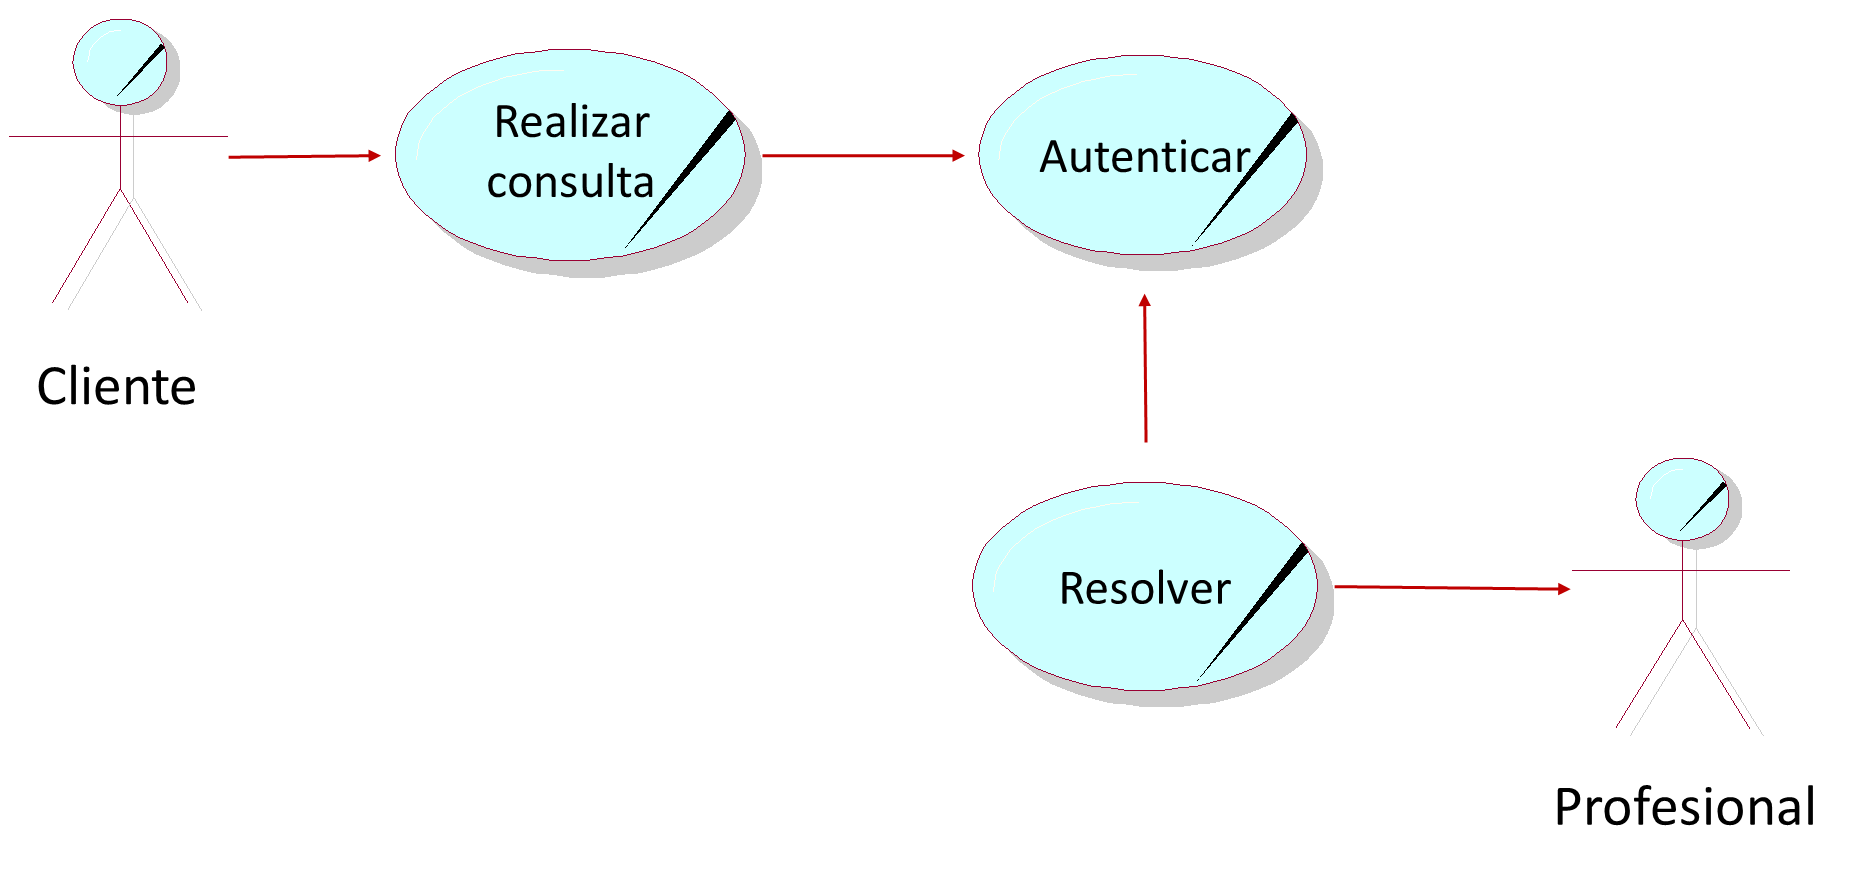 Realizar
consulta
Autenticar
Cliente
Resolver
Profesional